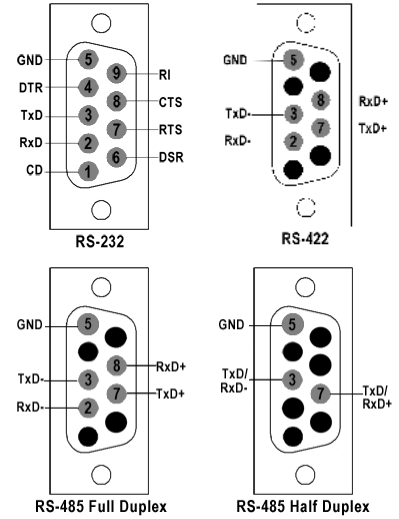 GND 5
9 RI
DTR 4
8 CTS
TxD 3
7 RTS
RxD 2
6 DSR
CD 1
RS-232
GND 5
8 RxD+
TxD- 3
7 TxD+
RxD- 2
RS-422
GND 5
8 RxD+
TxD- 3
7 TxD+
RxD- 2
RS-485 Full Duplex
GND 5
TxD/
RxD- 3
7 TxD/
RxD+
RS-485 Half Duplex